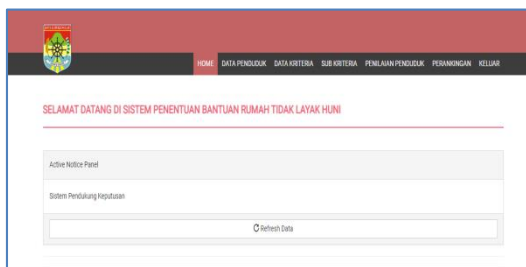 HOME DATA PENDUDUK DATA KRITERIA SUB KRITERIA PENILAIAN PENDUDUK PERANKINGAN KELUAR
SELAMAT DATANG DI SISTEM PENENTUAN BANTUAN RUMAH TIDAK LAYAK HUNI
Active Notice Panel
Sistem Pendukung Keputusan
Refresh Data